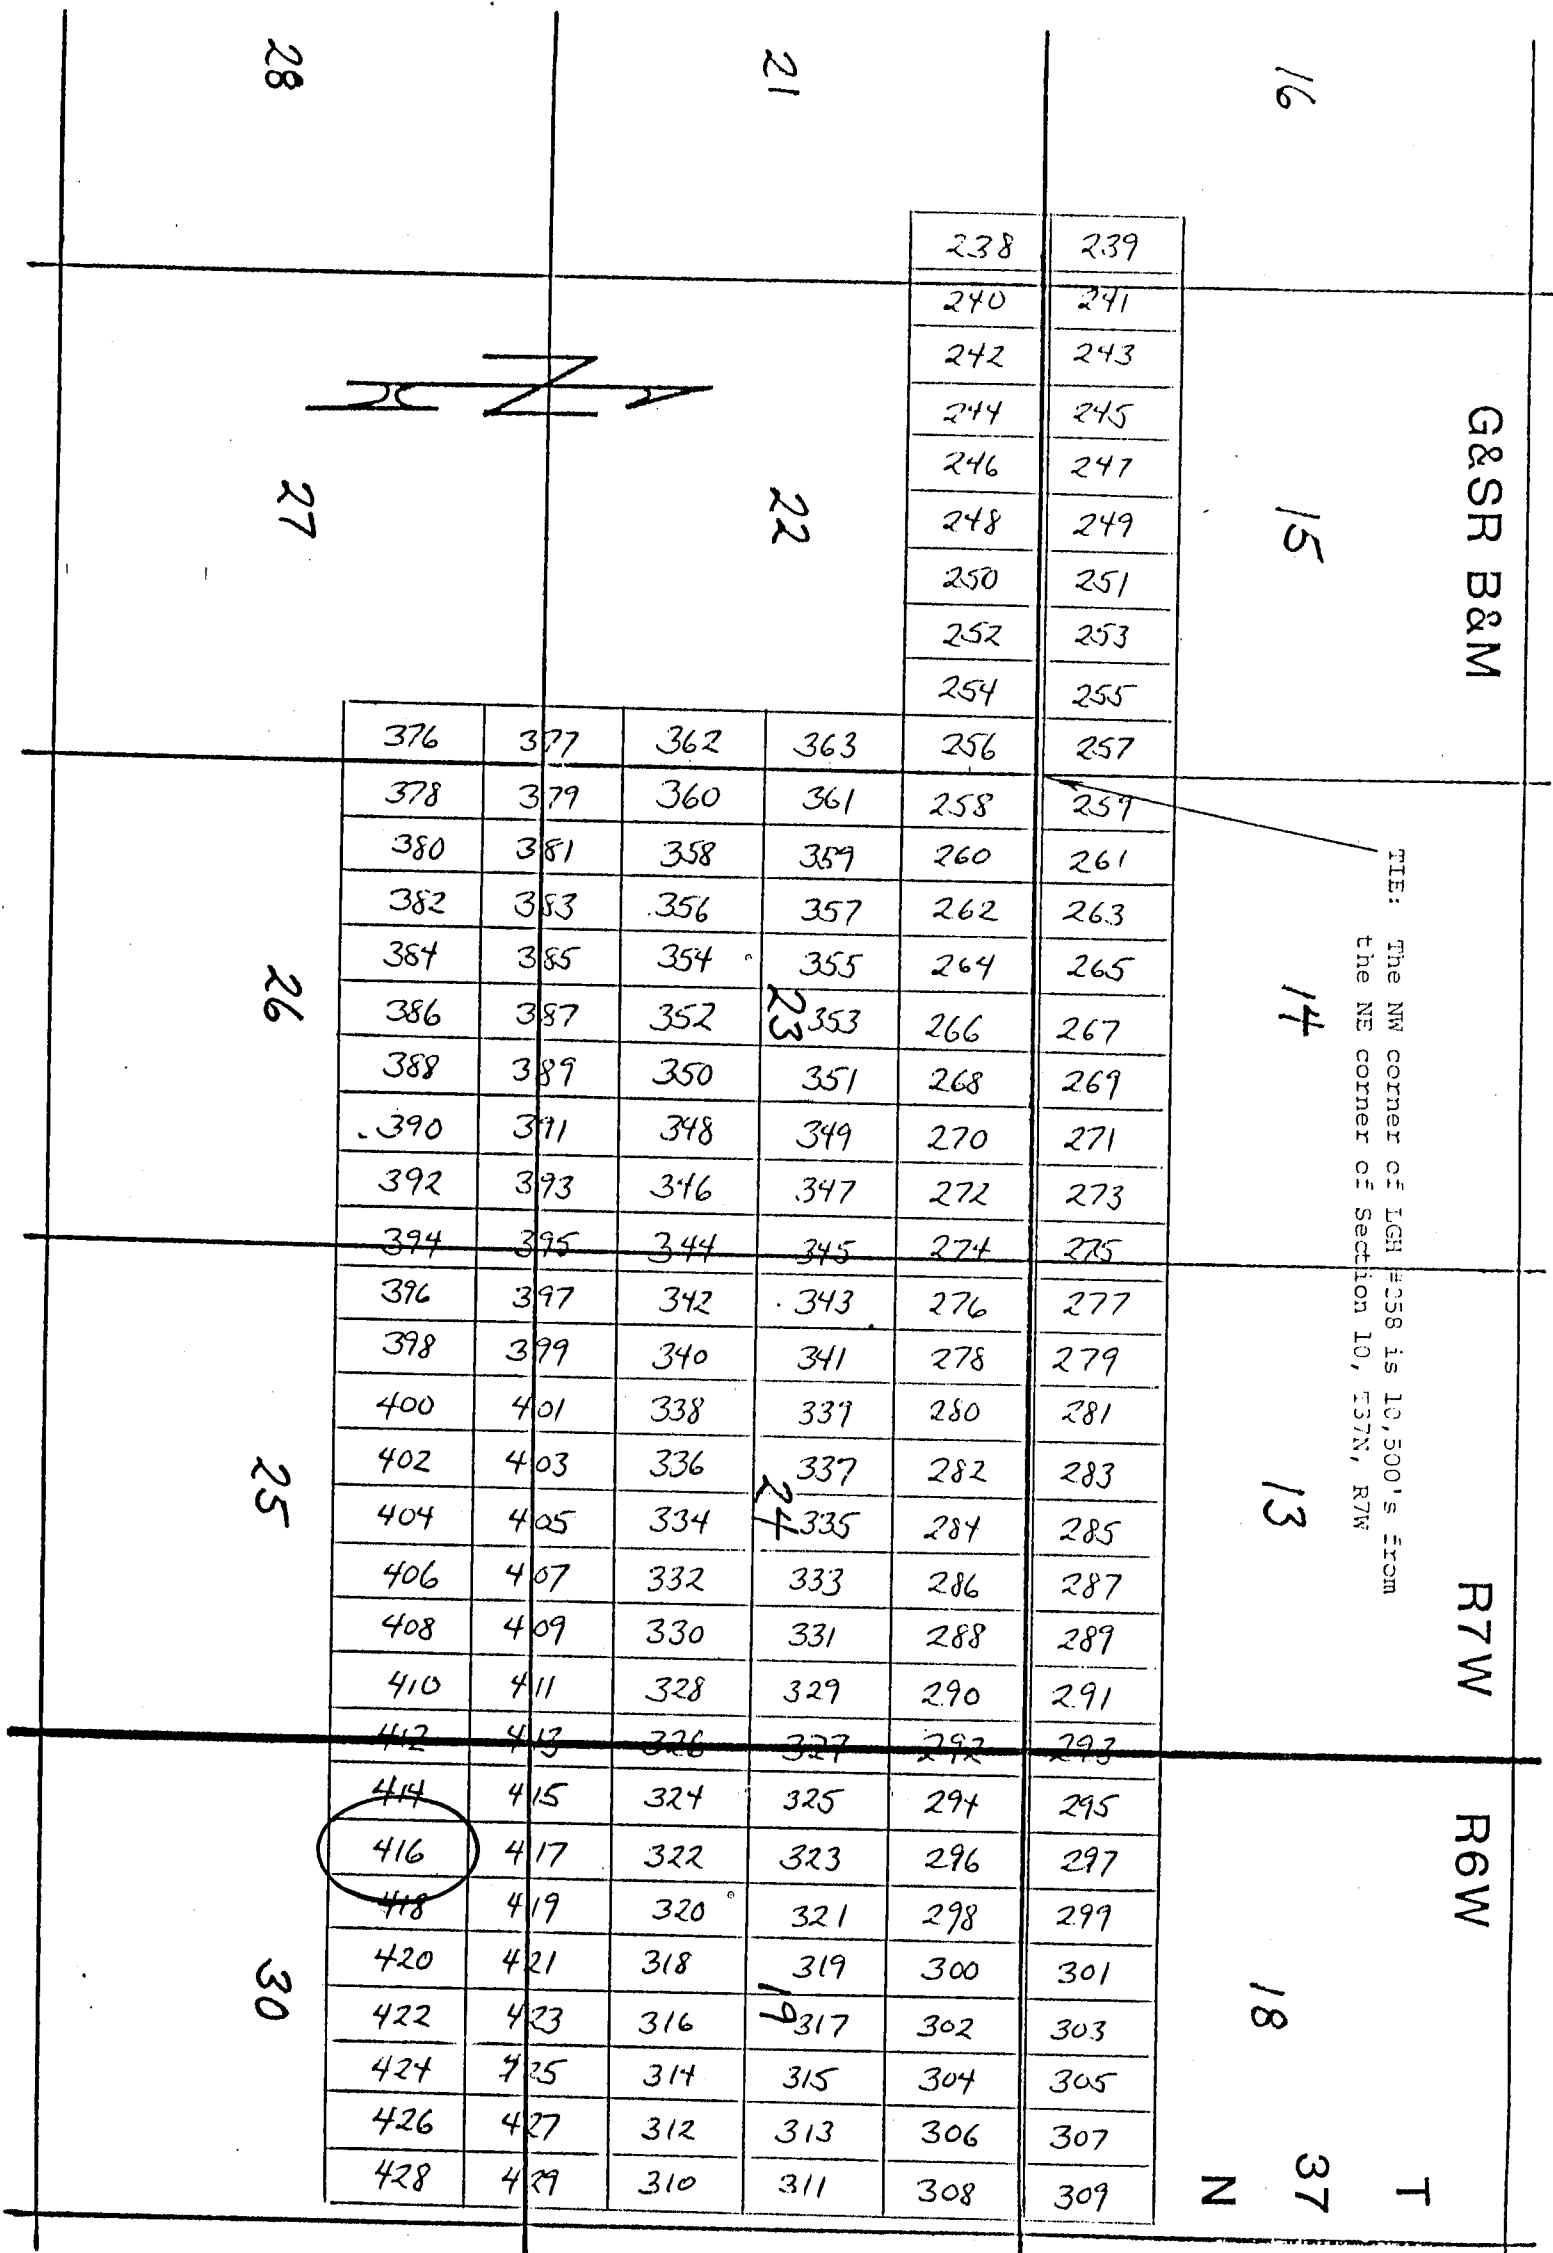 G&SR B&M
R7W
R6W
T
37
N
16
15
14
13
18
TIE: The NW corner of LGH #258 is 10,500's from
the NE corner of Section 10, T37N, R7W
21
22
23
24
19
28
27
26
25
30
238 239
240 241
242 243
244 245
246 247
248 249
250 251
252 253
254 255
376 377 362 363 256 257
378 379 360 361 258 259
380 381 358 359 260 261
382 383 356 357 262 263
384 385 354 355 264 265
386 387 352 353 266 267
388 389 350 351 268 269
390 391 348 349 270 271
392 393 346 347 272 273
394 395 344 345 274 275
396 397 342 343 276 277
398 399 340 341 278 279
400 401 338 339 280 281
402 403 336 337 282 283
404 405 334 335 284 285
406 407 332 333 286 287
408 409 330 331 288 289
410 411 328 329 290 291
412 413 326 327 292 293
414 415 324 325 294 295
416 417 322 323 296 297
418 419 320 321 298 299
420 421 318 319 300 301
422 423 316 317 302 303
424 425 314 315 304 305
426 427 312 313 306 307
428 429 310 311 308 309
N